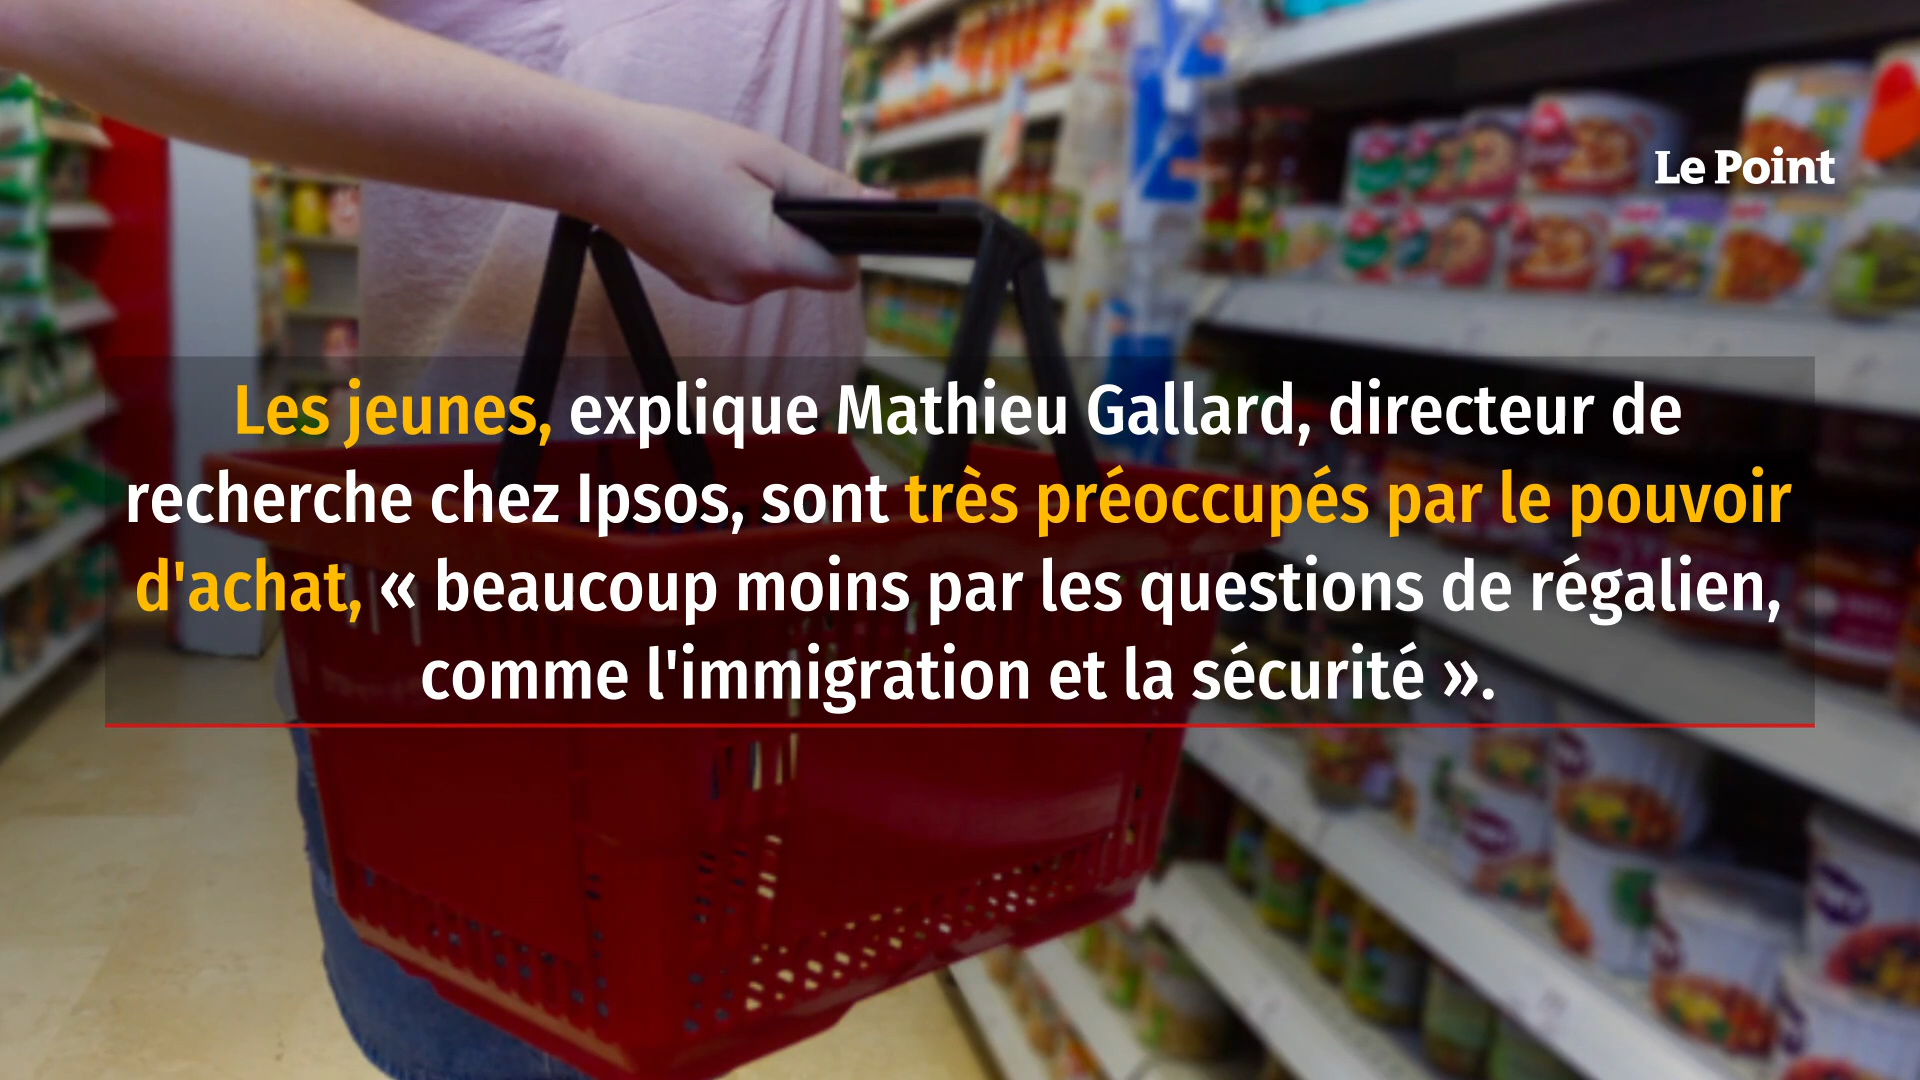 Le Point
Les jeunes, explique Mathieu Gallard, directeur de
recherche chez Ipsos, sont très préoccupés par le pouvoir
d'achat, « beaucoup moins par les questions de régalien,
comme l'immigration et la sécurité ».